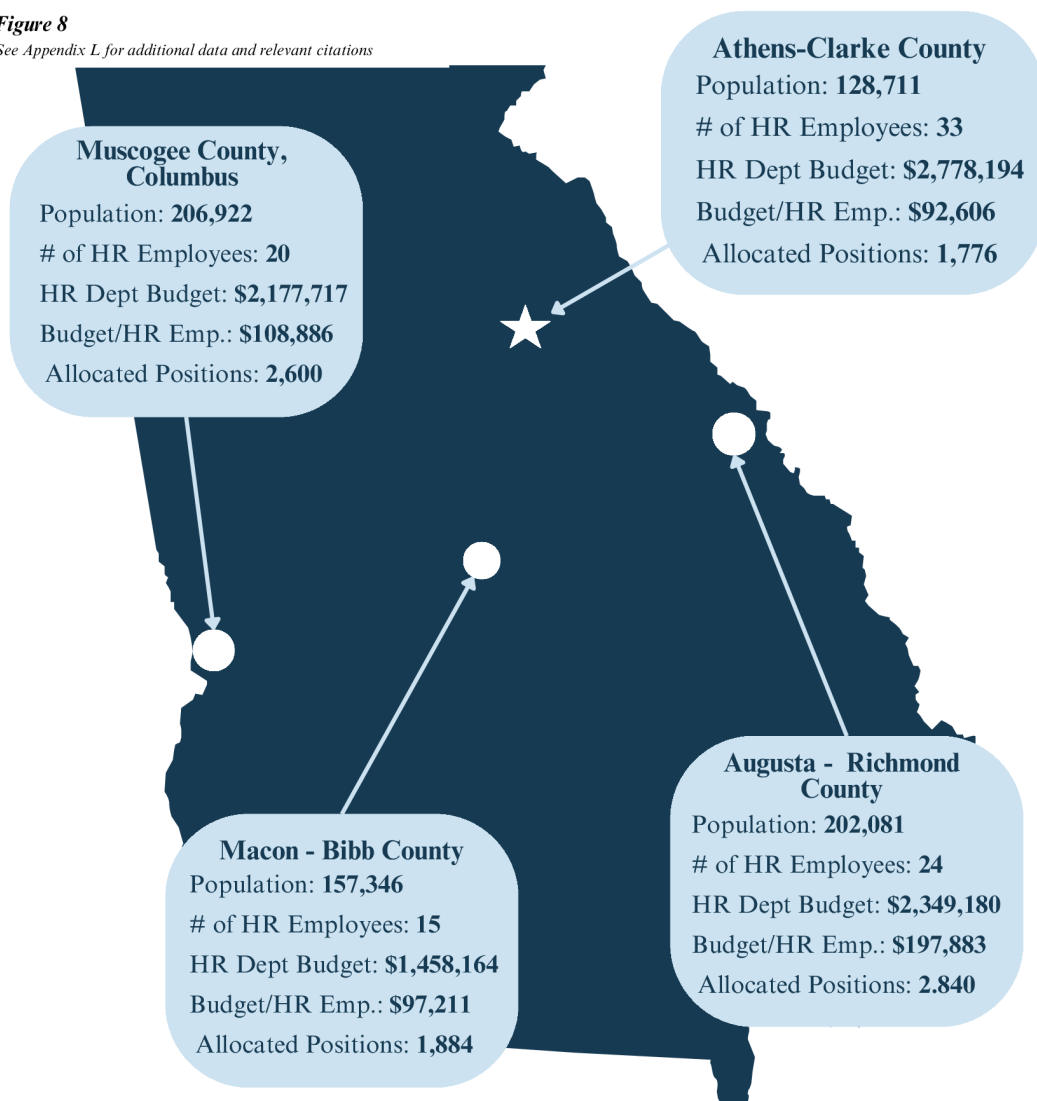 Figure 8
See Appendix L for additional data and relevant citations
Athens-Clarke County
Population: 128,711
# of HR Employees: 33
HR Dept Budget: $2,778,194
Budget/HR Emp.: $92,606
Allocated Positions: 1,776
Muscogee County,
Columbus
Population: 206,922
# of HR Employees: 20
HR Dept Budget: $2,177,717
Budget/HR Emp.: $108,886
Allocated Positions: 2,600
Augusta - Richmond
County
Population: 202,081
# of HR Employees: 24
HR Dept Budget: $2,349,180
Budget/HR Emp.: $197,883
Allocated Positions: 2.840
Macon - Bibb County
Population: 157,346
# of HR Employees: 15
HR Dept Budget: $1,458,164
Budget/HR Emp.: $97,211
Allocated Positions: 1,884